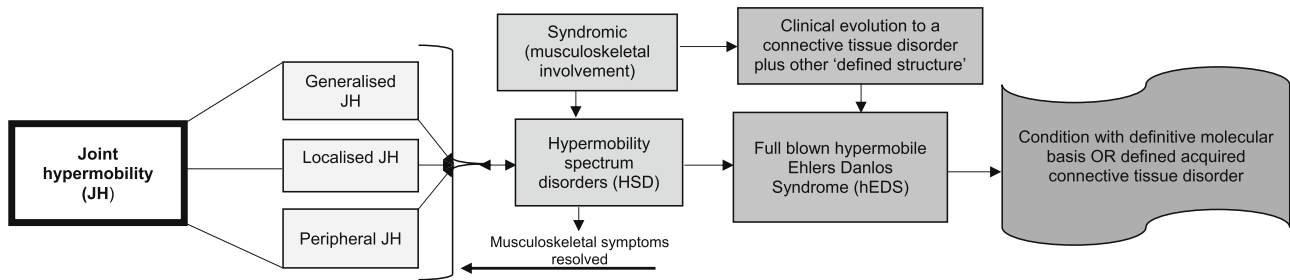 Joint
hypermobility
(JH)
Generalised
JH
Localised JH
Peripheral JH
Syndromic
(musculoskeletal
involvement)
Hypermobility
spectrum
disorders (HSD)
Musculoskeletal symptoms
resolved
Clinical evolution to a
connective tissue disorder
plus other ‘defined structure’
Full blown hypermobile
Ehlers Danlos
Syndrome (hEDS)
Condition with definitive molecular
basis OR defined acquired
connective tissue disorder